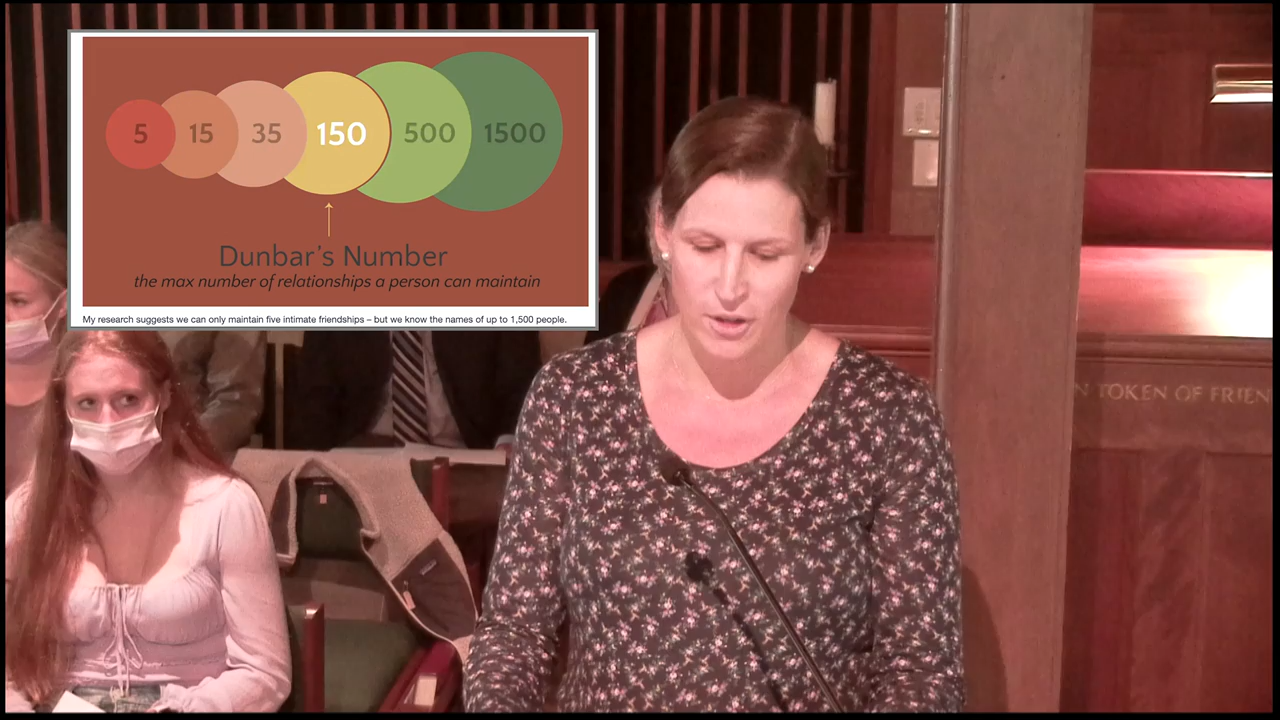 5 15 35 150 500 1500
Dunbar's Number
the max number of relationships a person can maintain
My research suggests we can only maintain five intimate friendships – but we know the names of up to 1,500 people.
N TOKEN OF FRIEN